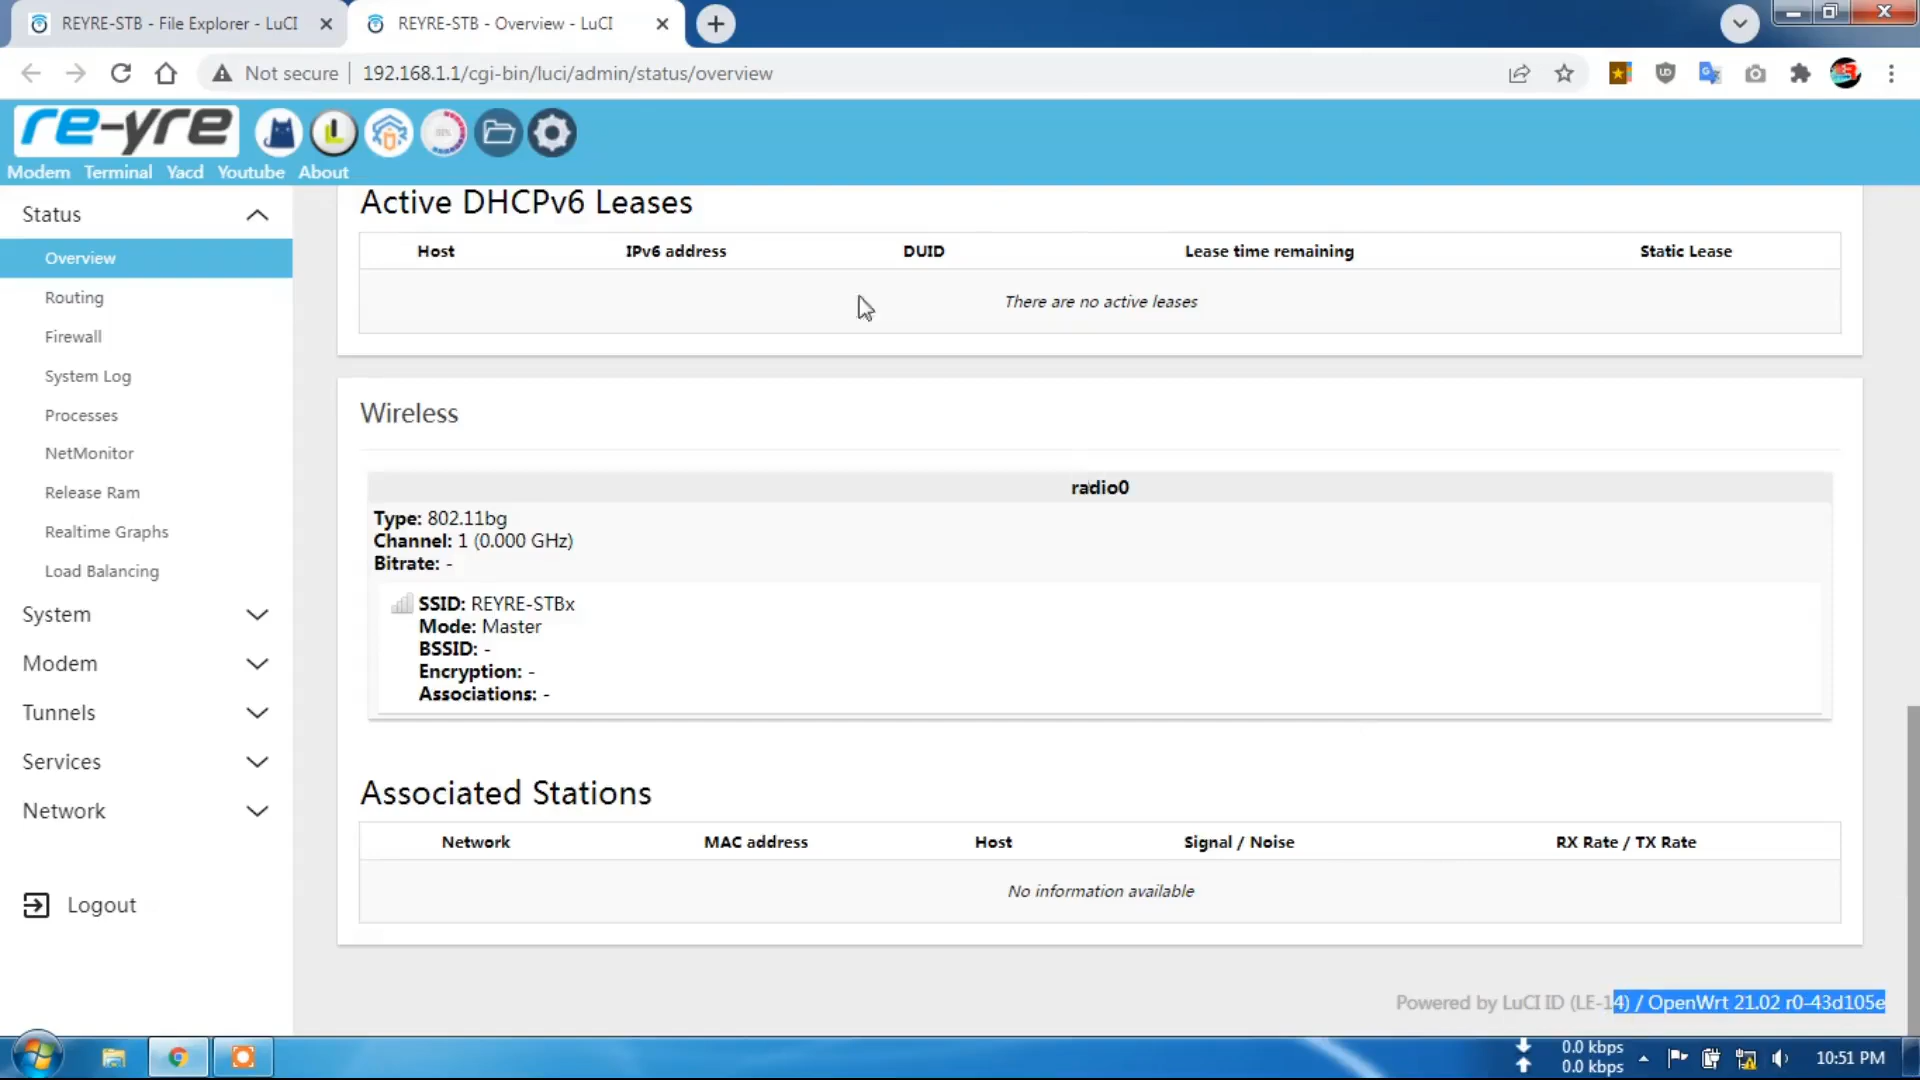 REYRE-STB - File Explorer - LuCI
REYRE-STB - Overview - LuCI
Not secure
192.168.1.1/cgi-bin/luci/admin/status/overview
re-yre
Modem Terminal Yacd Youtube About
Status
Overview
Routing
Firewall
System Log
Processes
NetMonitor
Release Ram
Realtime Graphs
Load Balancing
System
Modem
Tunnels
Services
Network
Logout
Active DHCPv6 Leases
Host IPv6 address DUID Lease time remaining Static Lease
There are no active leases
Wireless
radio0
Type: 802.11bg
Channel: 1 (0.000 GHz)
Bitrate: -
SSID: REYRE-STBx
Mode: Master
BSSID: -
Encryption: -
Associations: -
Associated Stations
Network MAC address Host Signal / Noise RX Rate / TX Rate
No information available
Powered by LuCI ID (LE-14) / OpenWrt 21.02 r0-43d105e
0.0 kbps
0.0 kbps
10:51 PM